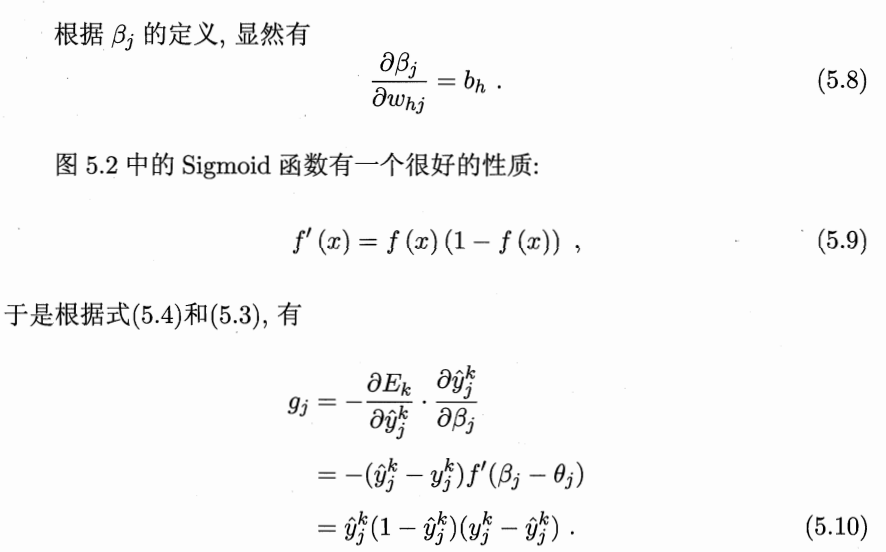 根据 $\beta_j$ 的定义, 显然有
$$\frac{\partial \beta_j}{\partial w_{hj}} = b_h \ . \tag{5.8}$$
图 5.2 中的 Sigmoid 函数有一个很好的性质:
$$f'(x) = f(x)(1 - f(x)) \ , \tag{5.9}$$
于是根据式(5.4)和(5.3), 有
$$g_j = -\frac{\partial E_k}{\partial \hat{y}_j^k} \cdot \frac{\partial \hat{y}_j^k}{\partial \beta_j}$$
$$= -(\hat{y}_j^k - y_j^k) f'(\beta_j - \theta_j)$$
$$= \hat{y}_j^k (1 - \hat{y}_j^k)(y_j^k - \hat{y}_j^k) \ . \tag{5.10}$$